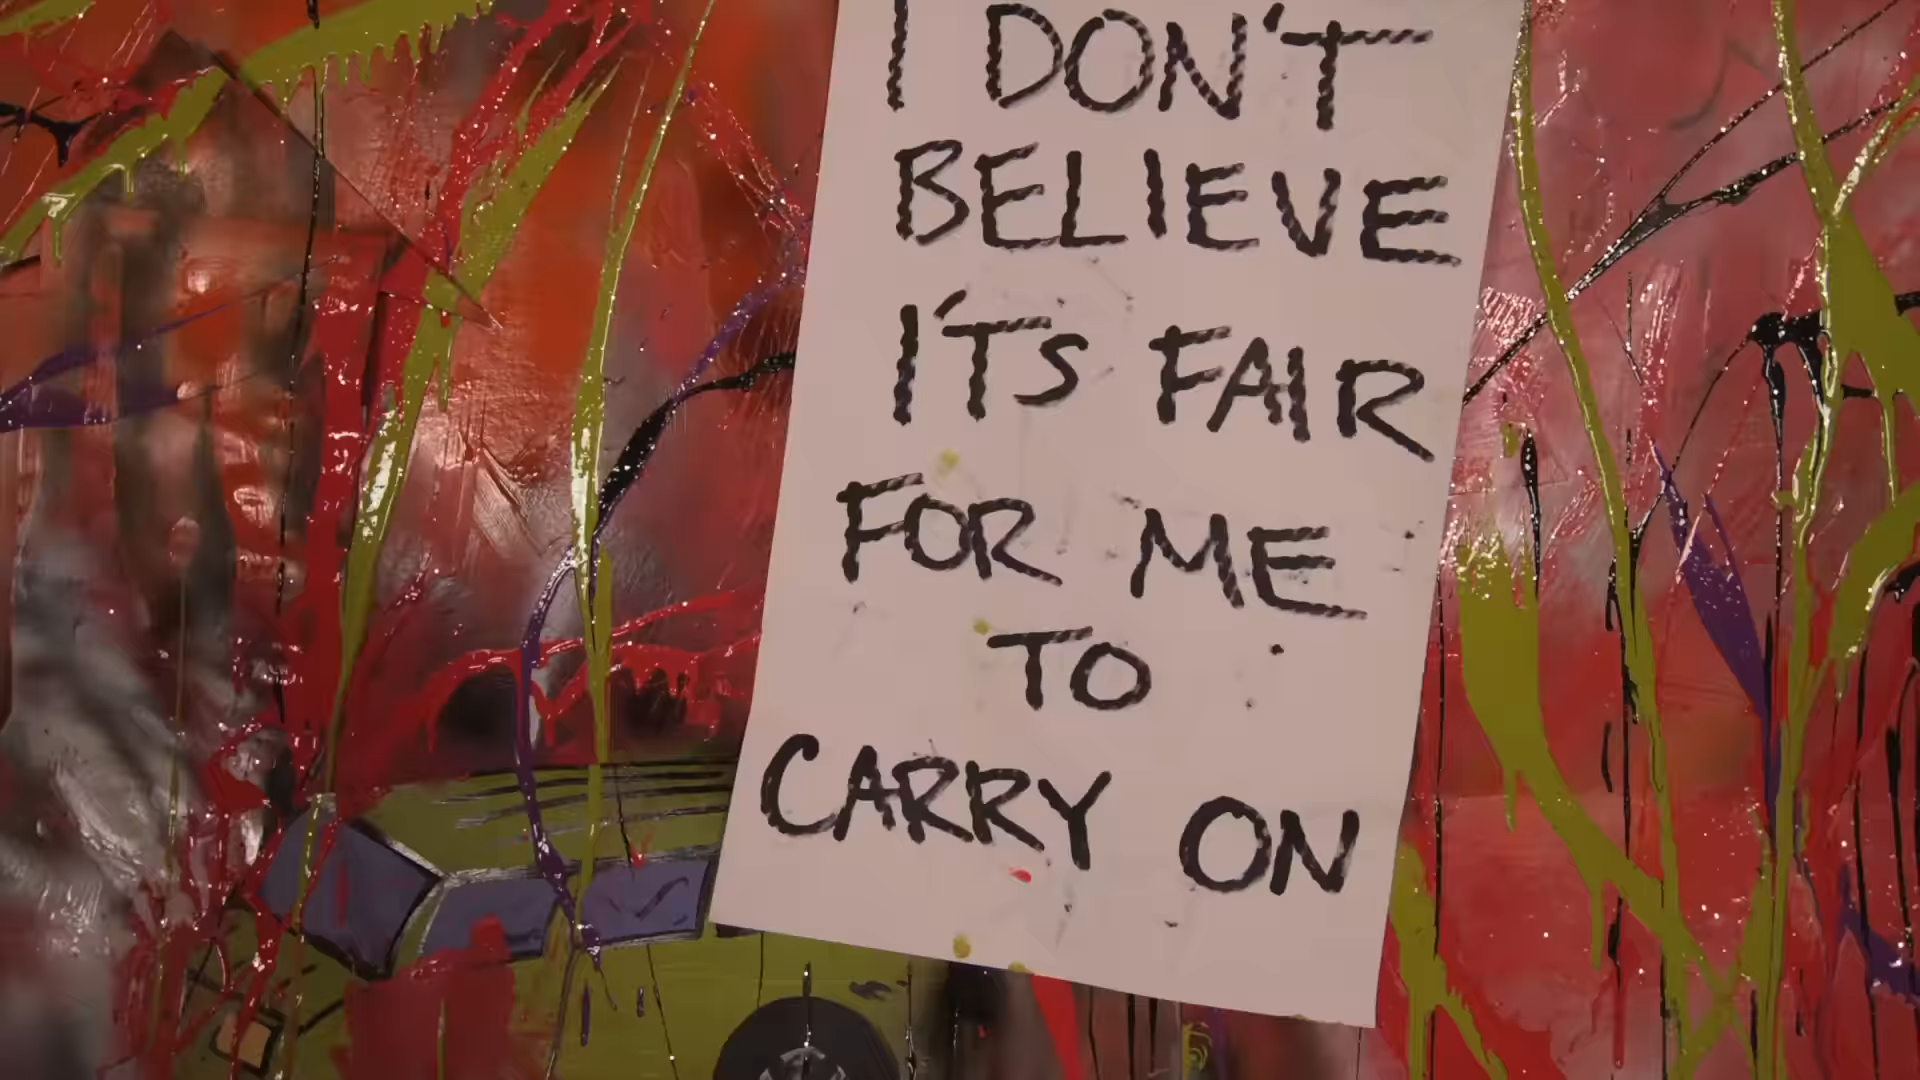 I DON'T
BELIEVE
IT'S FAIR
FOR ME
TO
CARRY ON